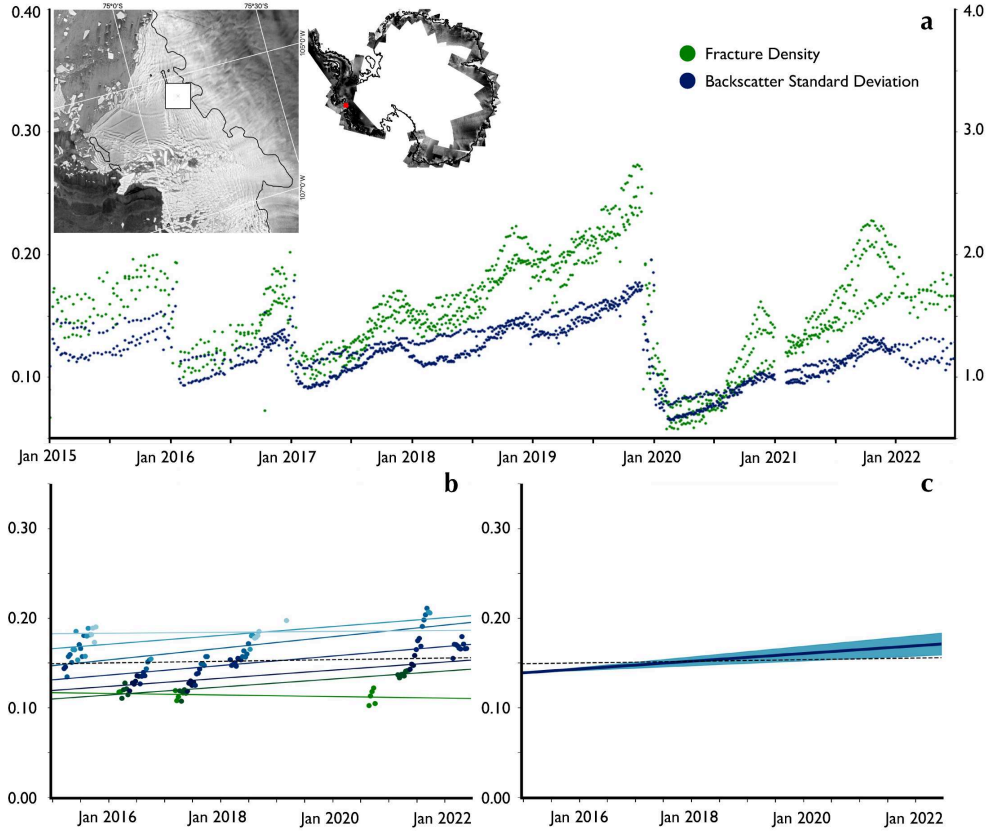 0.40
75°0'S
75°30'S
4.0
a
105°0'W
Fracture Density
Backscatter Standard Deviation
0.30
3.0
107°0'W
0.20
2.0
0.10
1.0
Jan 2015
Jan 2016
Jan 2017
Jan 2018
Jan 2019
Jan 2020
Jan 2021
Jan 2022
b
c
0.30
0.30
0.20
0.20
0.10
0.10
0.00
0.00
Jan 2016
Jan 2018
Jan 2020
Jan 2022
Jan 2016
Jan 2018
Jan 2020
Jan 2022